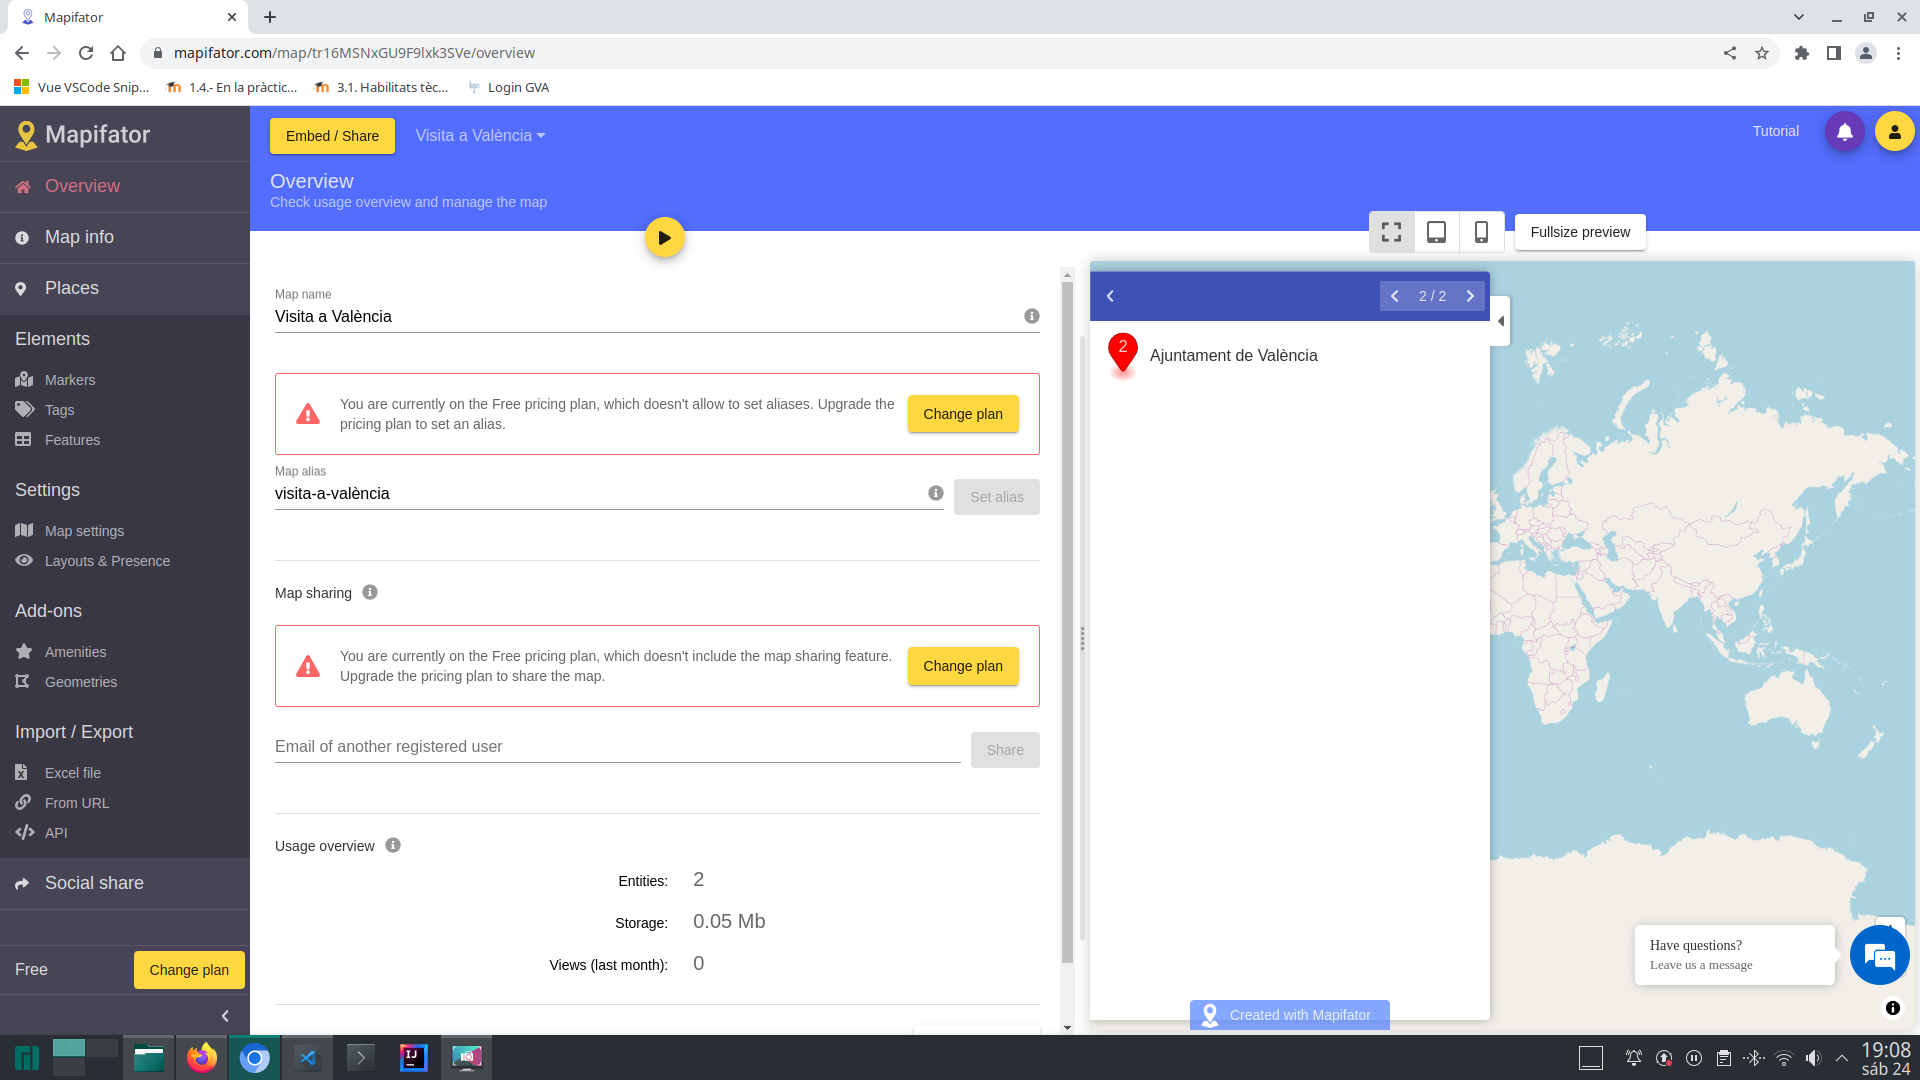 Mapifator
mapifator.com/map/tr16MSNxGU9F9lxk3SVe/overview
Vue VSCode Snip...
1.4.- En la pràctic...
3.1. Habilitats tèc...
Login GVA
Mapifator
Embed / Share
Visita a València
Tutorial
Overview
Check usage overview and manage the map
Overview
Map info
Places
Elements
Markers
Tags
Features
Settings
Map settings
Layouts & Presence
Add-ons
Amenities
Geometries
Import / Export
Excel file
From URL
API
Social share
Free
Change plan
Fullsize preview
Map name
Visita a València
You are currently on the Free pricing plan, which doesn't allow to set aliases. Upgrade the
pricing plan to set an alias.
Change plan
Map alias
visita-a-valència
Set alias
Map sharing
You are currently on the Free pricing plan, which doesn't include the map sharing feature.
Upgrade the pricing plan to share the map.
Change plan
Email of another registered user
Share
Usage overview
Entities: 2
Storage: 0.05 Mb
Views (last month): 0
2 / 2
2
Ajuntament de València
Created with Mapifator
Have questions?
Leave us a message
IJ
19:08
sáb 24